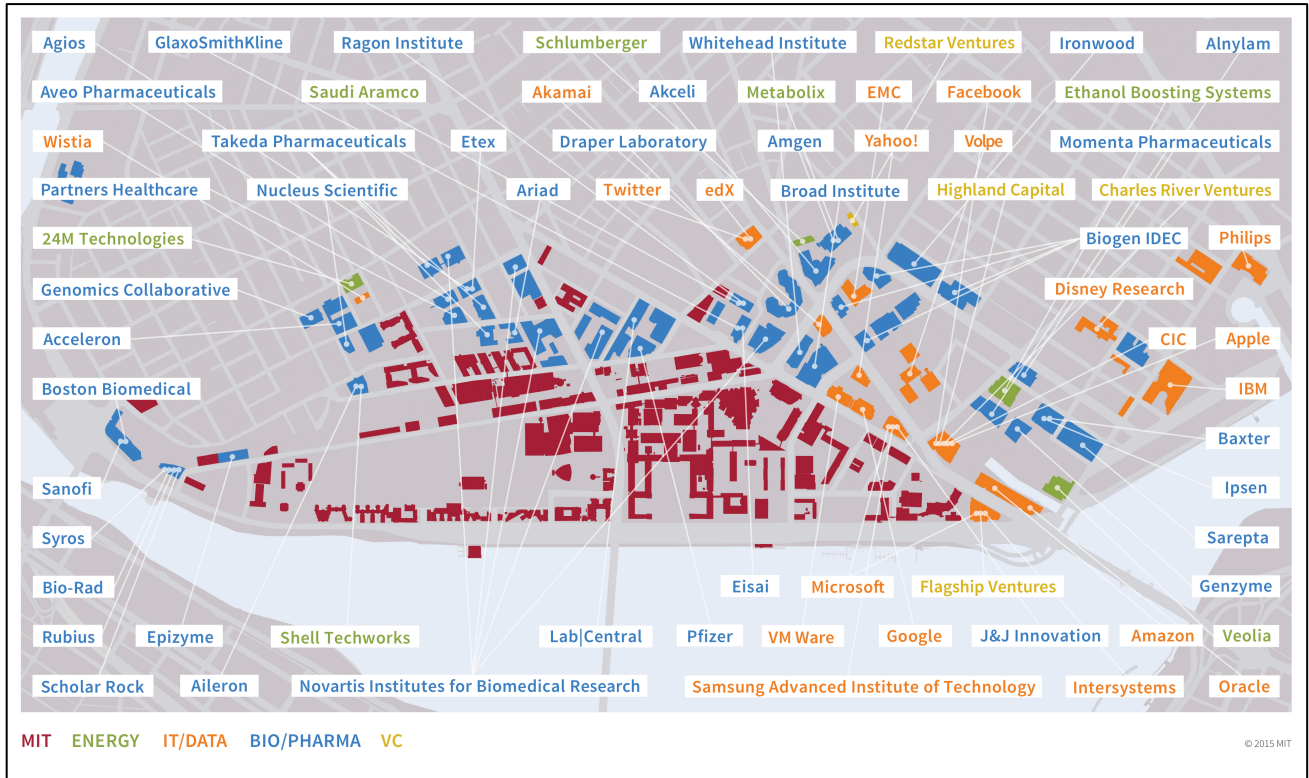 Agios GlaxoSmithKline Ragon Institute Schlumberger Whitehead Institute Redstar Ventures Ironwood Alnylam
Aveo Pharmaceuticals Saudi Aramco Akamai Akceli Metabolix EMC Facebook Ethanol Boosting Systems
Wistia Takeda Pharmaceuticals Etex Draper Laboratory Amgen Yahoo! Volpe Momenta Pharmaceuticals
Partners Healthcare Nucleus Scientific Ariad Twitter edX Broad Institute Highland Capital Charles River Ventures
24M Technologies Biogen IDEC Philips
Genomics Collaborative Disney Research
Acceleron CIC Apple
Boston Biomedical IBM
Baxter
Sanofi Ipsen
Syros Sarepta
Bio-Rad Eisai Microsoft Flagship Ventures Genzyme
Rubius Epizyme Shell Techworks Lab|Central Pfizer VM Ware Google J&J Innovation Amazon Veolia
Scholar Rock Aileron Novartis Institutes for Biomedical Research Samsung Advanced Institute of Technology Intersystems Oracle
MIT ENERGY IT/DATA BIO/PHARMA VC © 2015 MIT